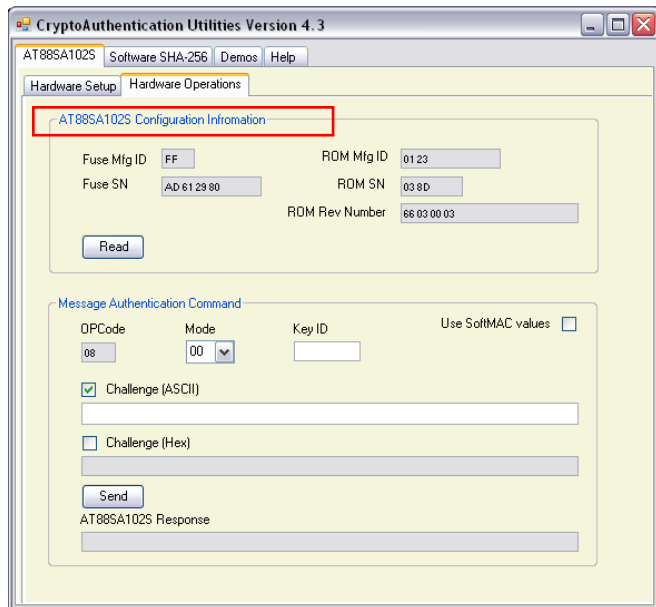 CryptoAuthentication Utilities Version 4.3
AT88SA102S Software SHA-256 Demos Help
Hardware Setup Hardware Operations
AT88SA102S Configuration Infromation
Fuse Mfg ID FF ROM Mfg ID 01 23
Fuse SN AD 61 29 80 ROM SN 03 8D
ROM Rev Number 66 03 00 03
Read
Message Authentication Command
OPCode Mode Key ID Use SoftMAC values
08 00
Challenge (ASCII)
Challenge (Hex)
Send
AT88SA102S Response